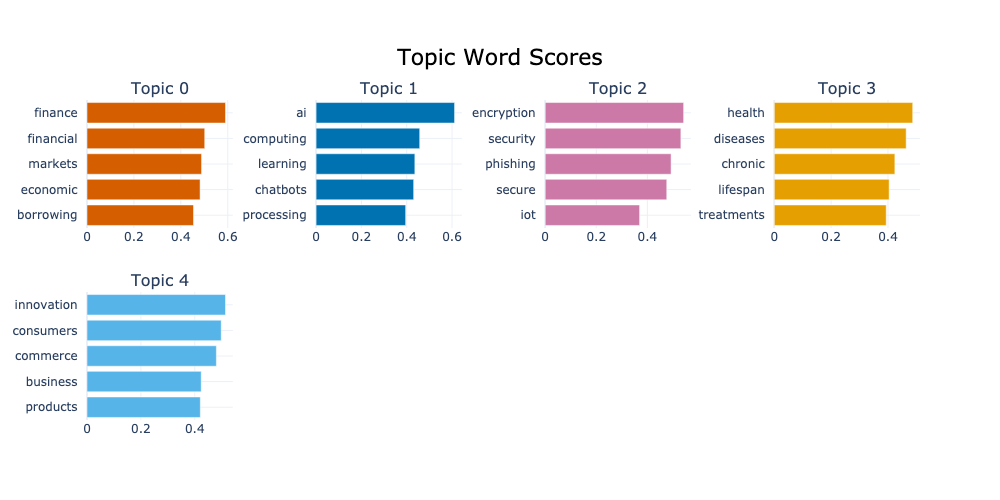 Topic Word Scores
Topic 0
finance
financial
markets
economic
borrowing
0 0.2 0.4 0.6
Topic 1
ai
computing
learning
chatbots
processing
0 0.2 0.4 0.6
Topic 2
encryption
security
phishing
secure
iot
0 0.2 0.4
Topic 3
health
diseases
chronic
lifespan
treatments
0 0.2 0.4
Topic 4
innovation
consumers
commerce
business
products
0 0.2 0.4